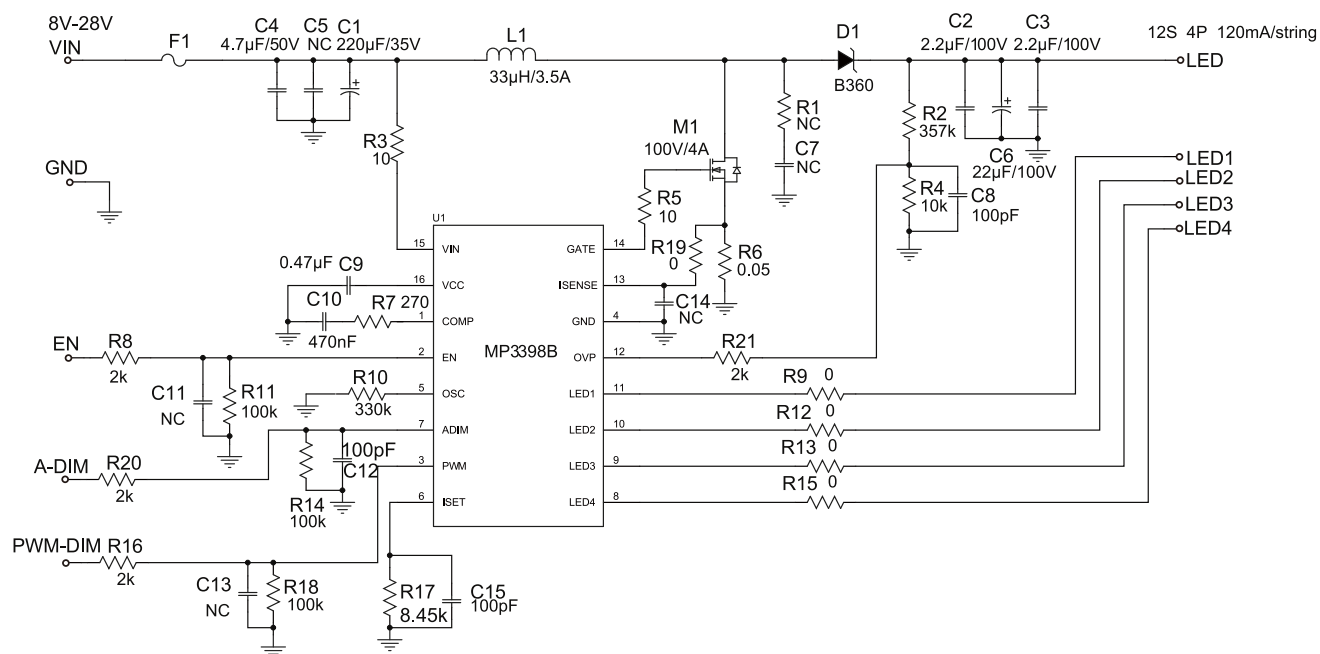 8V-28V
VIN
F1
C4
4.7µF/50V
C5
NC
C1
220µF/35V
+
L1
33µH/3.5A
D1
B360
C2
2.2µF/100V
C3
2.2µF/100V
12S 4P 120mA/string
LED
R3
10
R1
NC
C7
NC
M1
100V/4A
R2
357k
+
C6
22µF/100V
GND
R4
10k
C8
100pF
LED1
LED2
LED3
LED4
R5
10
R19
0
R6
0.05
U1
15 VIN
GATE 14
0.47µF C9
16 VCC
ISENSE 13
C10
470nF
R7 270
1 COMP
C14
NC
GND 4
EN
R8
2k
2 EN
MP3398B
OVP 12
R21
2k
C11
NC
R11
100k
R10
330k
5 OSC
LED1 11
R9 0
7 ADIM
LED2 10
R12 0
A-DIM
R20
2k
R14
100k
100pF
C12
3 PWM
LED3 9
R13 0
6 ISET
LED4 8
R15 0
PWM-DIM
R16
2k
C13
NC
R18
100k
R17
8.45k
C15
100pF